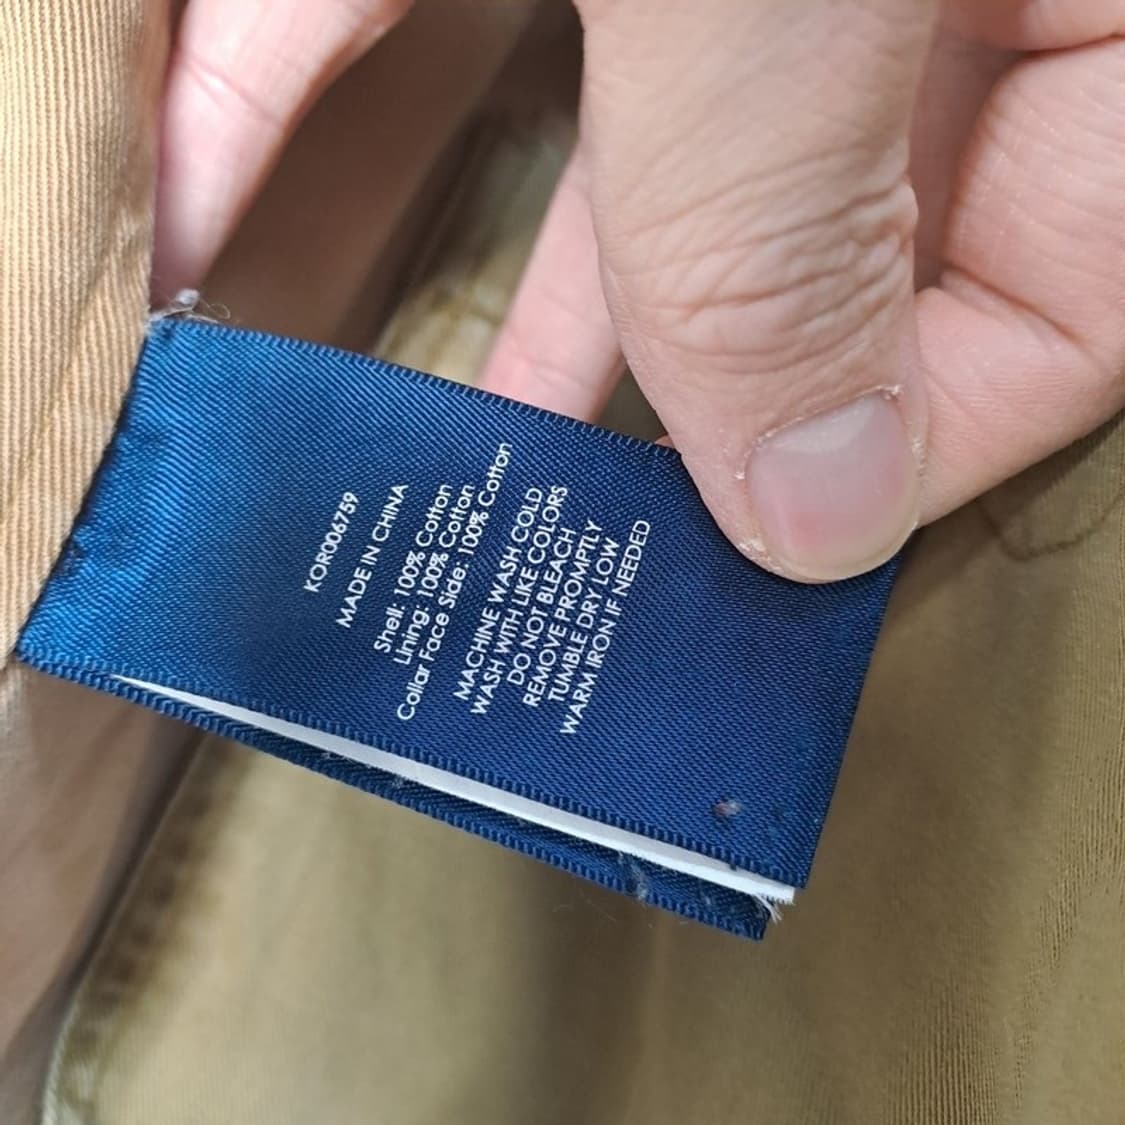 KOR006759
MADE IN CHINA
Shell: 100% Cotton
Lining: 100% Cotton
Collar Face Side: 100% Cotton
MACHINE WASH COLD
WASH WITH LIKE COLORS
DO NOT BLEACH
REMOVE PROMPTLY
TUMBLE DRY LOW
WARM IRON IF NEEDED